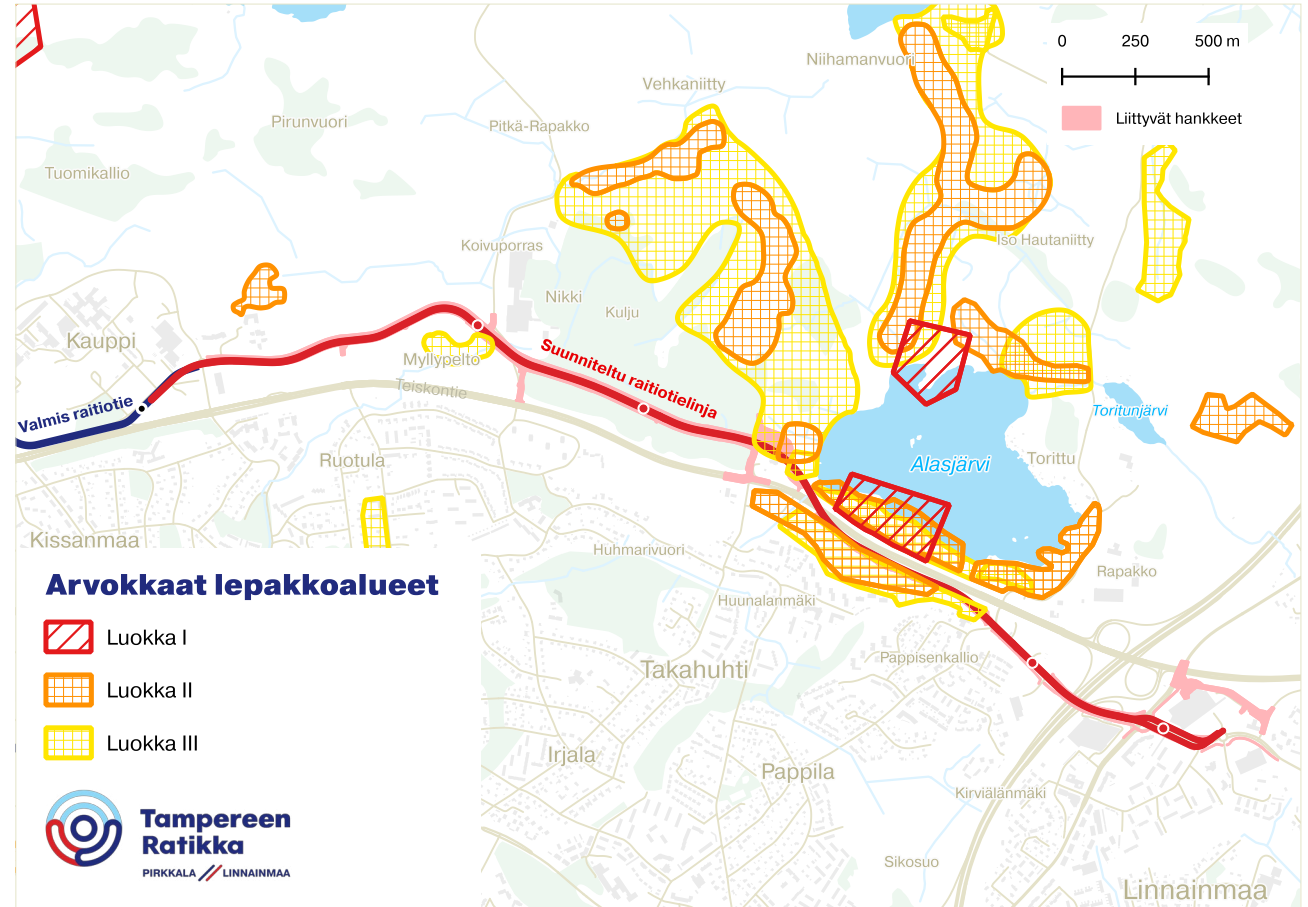 0 250 500 m
Niihamanvuori
Vehkaniitty
Liittyvät hankkeet
Pirunvuori
Pitkä-Rapakko
Tuomikallio
Koivuporras
Iso Hautaniitty
Nikki
Kulju
Kauppi
Myllypelto
Suunniteltu raitiotielinja
Teiskontie
Valmis raitiotie
Toritunjärvi
Ruotula
Alasjärvi
Torittu
Kissanmaa
Huhmarivuori
Rapakko
Arvokkaat lepakkoalueet
Huunalanmäki
Luokka I
Pappisenkallio
Takahuhti
Luokka II
Luokka III
Irjala
Pappila
Kirviälänmäki
Tampereen
Ratikka
PIRKKALA // LINNAINMAA
Sikosuo
Linnainmaa